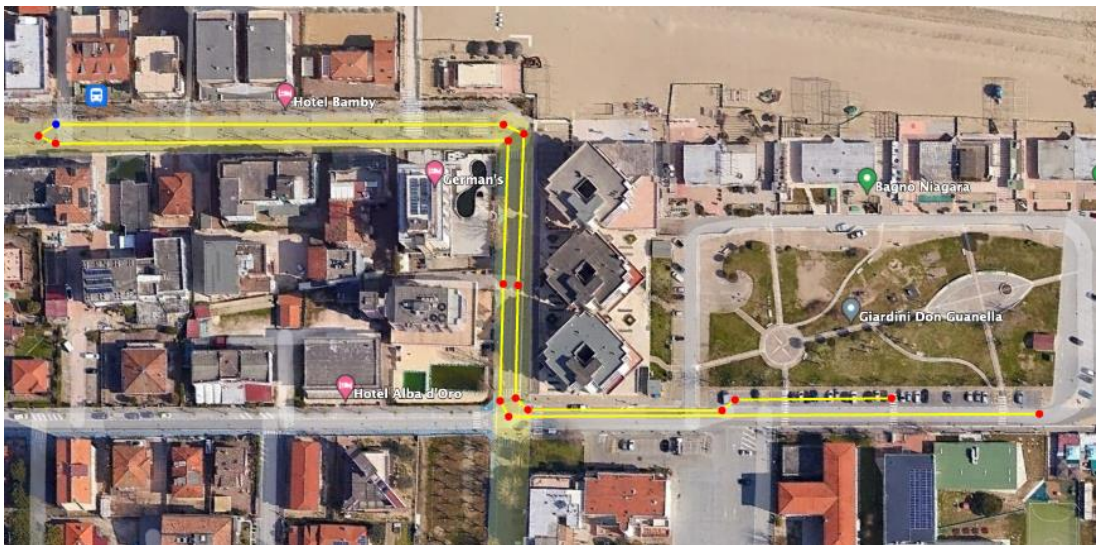 Hotel Bamby
German's
Bagno Niagara
Giardini Don Guanella
Hotel Alba d'Oro